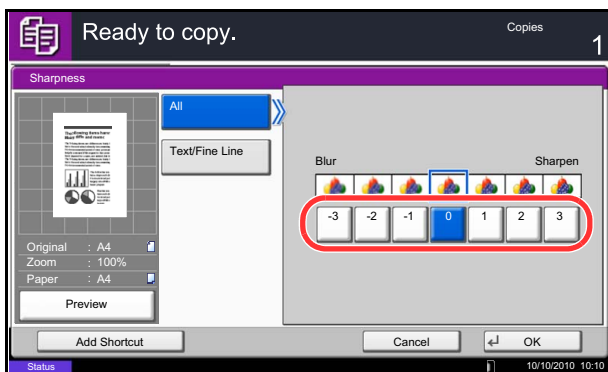 Ready to copy.
Copies
1
Sharpness
All
Text/Fine Line
Blur
Sharpen
-3 -2 -1 0 1 2 3
Original : A4
Zoom : 100%
Paper : A4
Preview
Add Shortcut
Cancel
OK
Status
10/10/2010 10:10